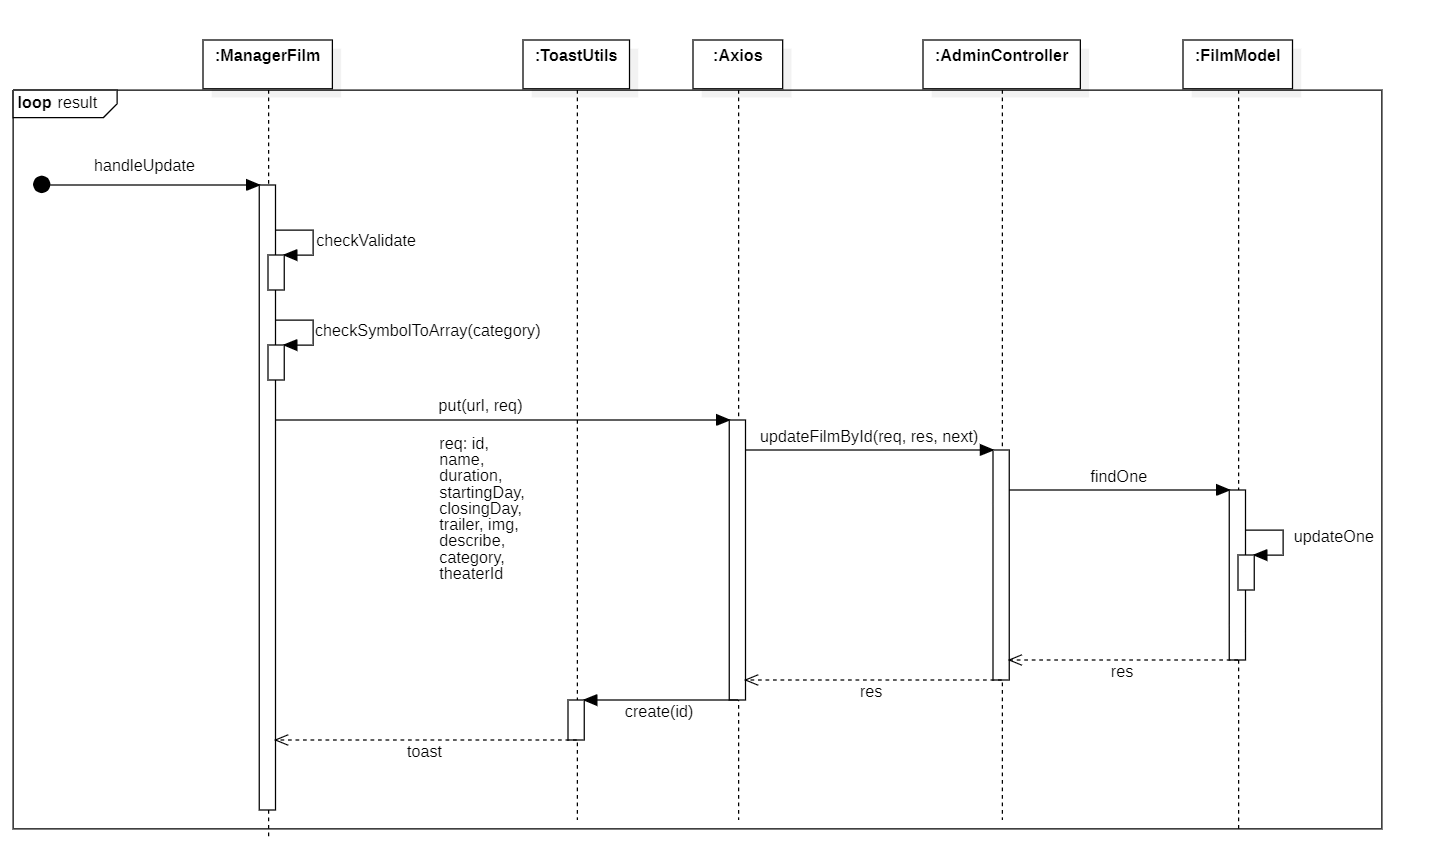 :ManagerFilm
:ToastUtils
:Axios
:AdminController
:FilmModel
loop result
handleUpdate
checkValidate
checkSymbolToArray(category)
put(url, req)
req: id,
name,
duration,
startingDay,
closingDay,
trailer, img,
describe,
category,
theaterId
updateFilmById(req, res, next)
findOne
updateOne
res
res
create(id)
toast